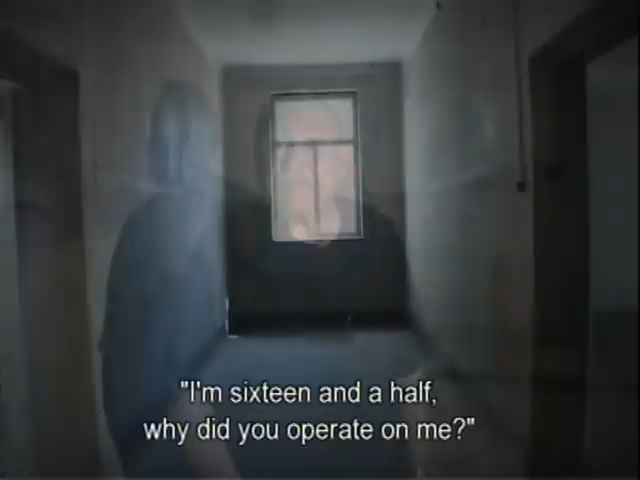 "I'm sixteen and a half,
why did you operate on me?"